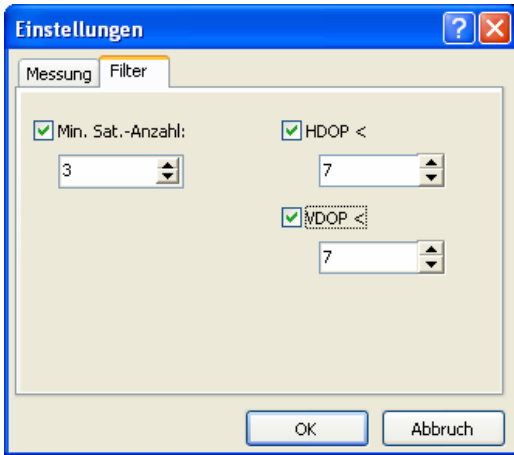 Einstellungen
Messung Filter
Min. Sat.-Anzahl: HDOP <
3 7
VDOP <
7
OK Abbruch